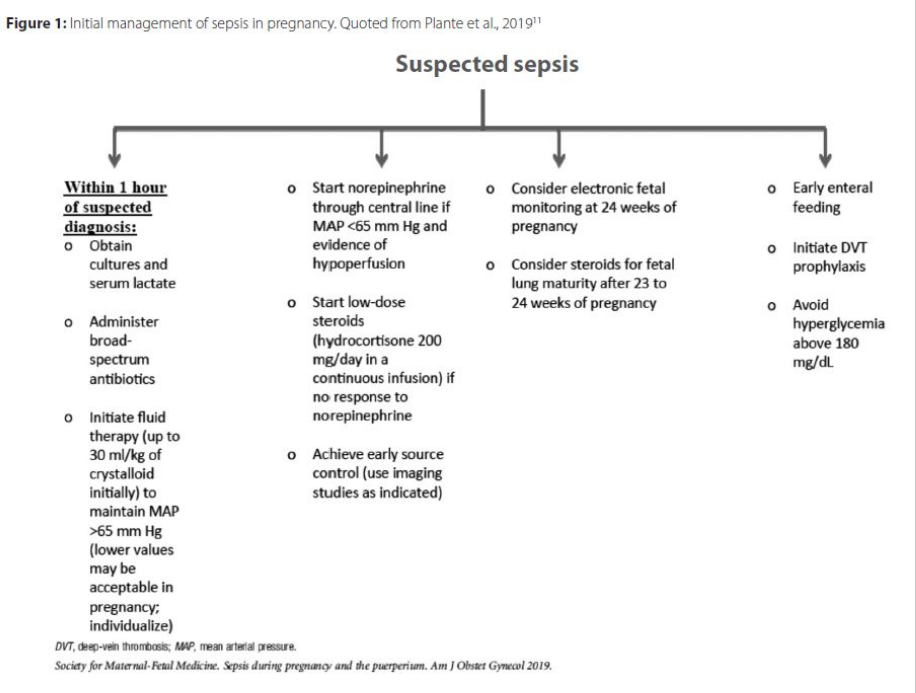 Figure 1: Initial management of sepsis in pregnancy. Quoted from Plante et al., 2019¹¹
Suspected sepsis
Within 1 hour
of suspected
diagnosis:
o Obtain
cultures and
serum lactate
o Administer
broad-
spectrum
antibiotics
o Initiate fluid
therapy (up to
30 ml/kg of
crystalloid
initially) to
maintain MAP
>65 mm Hg
(lower values
may be
acceptable in
pregnancy;
individualize)
o Start norepinephrine
through central line if
MAP <65 mm Hg and
evidence of
hypoperfusion
o Start low-dose
steroids
(hydrocortisone 200
mg/day in a
continuous infusion) if
no response to
norepinephrine
o Achieve early source
control (use imaging
studies as indicated)
o Consider electronic fetal
monitoring at 24 weeks of
pregnancy
o Consider steroids for fetal
lung maturity after 23 to
24 weeks of pregnancy
o Early enteral
feeding
o Initiate DVT
prophylaxis
o Avoid
hyperglycemia
above 180
mg/dL
DVT, deep-vein thrombosis; MAP, mean arterial pressure.
Society for Maternal-Fetal Medicine. Sepsis during pregnancy and the puerperium. Am J Obstet Gynecol 2019.